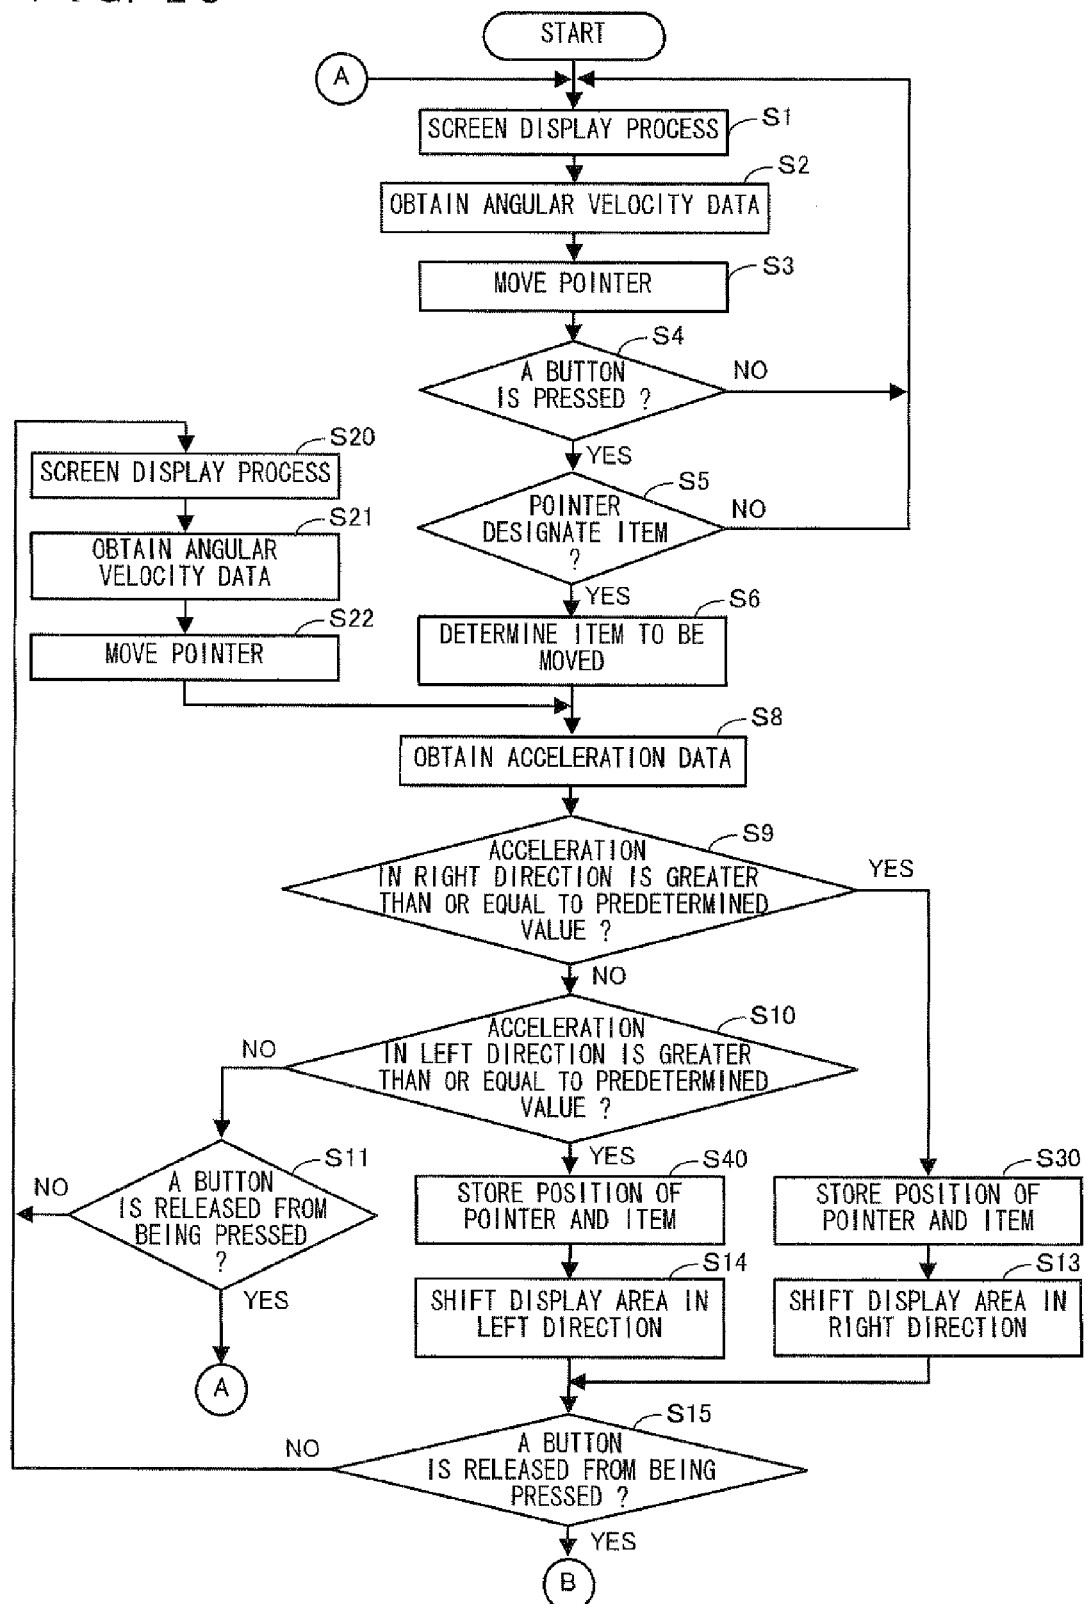 START
A
SCREEN DISPLAY PROCESS
S1
OBTAIN ANGULAR VELOCITY DATA
S2
MOVE POINTER
S3
A BUTTON
IS PRESSED ?
S4
NO
YES
POINTER
DESIGNATE ITEM
?
S5
NO
YES
DETERMINE ITEM TO BE
MOVED
S6
SCREEN DISPLAY PROCESS
S20
OBTAIN ANGULAR
VELOCITY DATA
S21
MOVE POINTER
S22
OBTAIN ACCELERATION DATA
S8
ACCELERATION
IN RIGHT DIRECTION IS GREATER
THAN OR EQUAL TO PREDETERMINED
VALUE ?
S9
YES
NO
ACCELERATION
IN LEFT DIRECTION IS GREATER
THAN OR EQUAL TO PREDETERMINED
VALUE ?
S10
NO
YES
A BUTTON
IS RELEASED FROM
BEING PRESSED
?
S11
NO
YES
A
STORE POSITION OF
POINTER AND ITEM
S40
STORE POSITION OF
POINTER AND ITEM
S30
SHIFT DISPLAY AREA IN
LEFT DIRECTION
S14
SHIFT DISPLAY AREA IN
RIGHT DIRECTION
S13
A BUTTON
IS RELEASED FROM BEING
PRESSED ?
S15
NO
YES
B